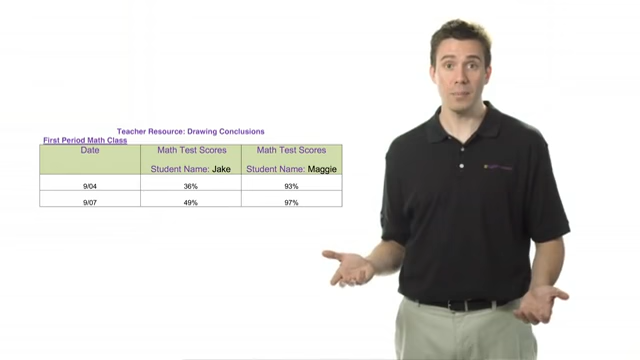 Teacher Resource: Drawing Conclusions
First Period Math Class
Date Math Test Scores Math Test Scores
Student Name: Jake Student Name: Maggie
9/04 36% 93%
9/07 49% 97%